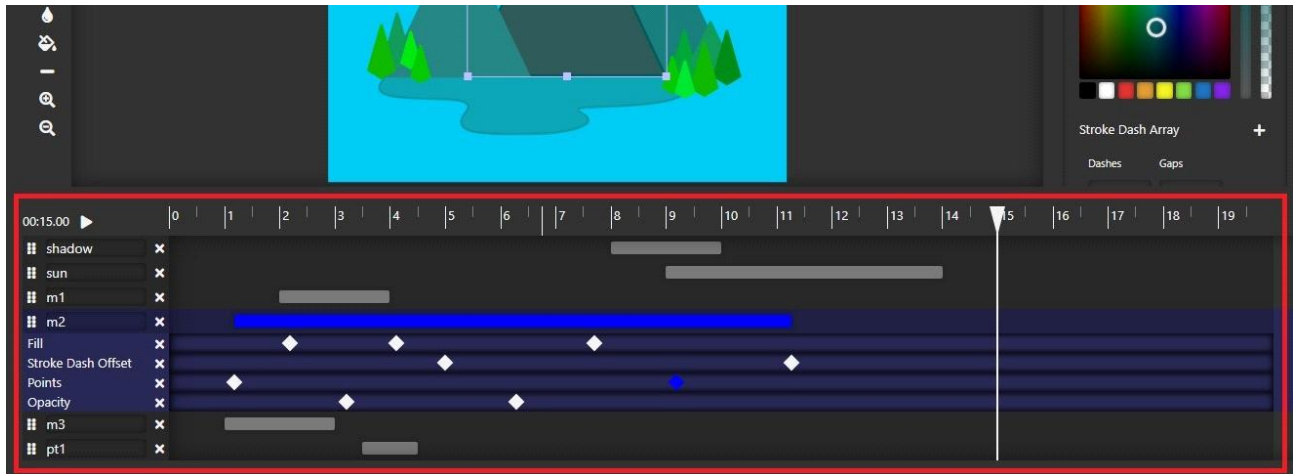 Stroke Dash Array +
Dashes Gaps
00:15.00 0 1 2 3 4 5 6 7 8 9 10 11 12 13 14 15 16 17 18 19
shadow
sun
m1
m2
Fill
Stroke Dash Offset
Points
Opacity
m3
pt1